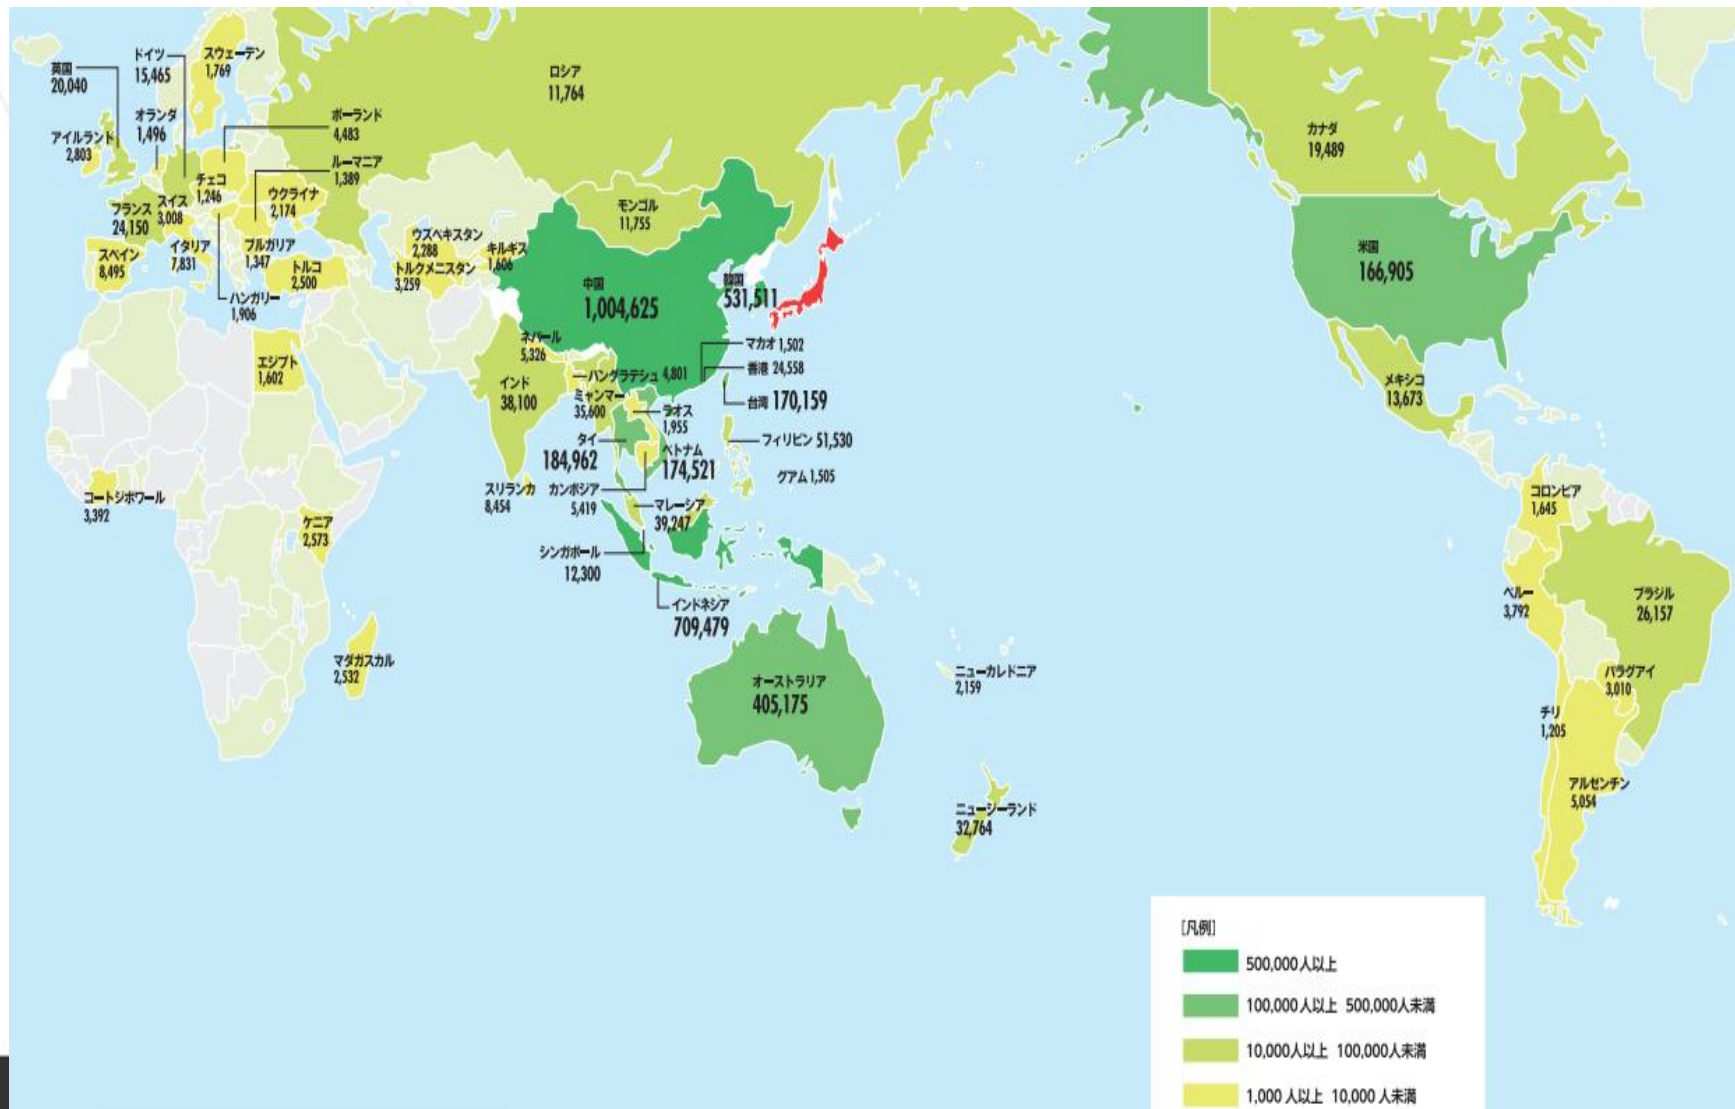 英国
20,040
ドイツ
15,465
スウェーデン
1,769
オランダ
1,496
アイルランド
2,803
ポーランド
4,483
ルーマニア
1,389
チェコ
1,246
ウクライナ
2,174
フランス
24,150
スイス
3,008
スペイン
8,495
イタリア
7,831
ブルガリア
1,347
トルコ
2,500
ハンガリー
1,906
ロシア
11,764
モンゴル
11,755
ウズベキスタン
2,288
キルギス
1,606
トルクメニスタン
3,259
中国
1,004,625
韓国
531,511
エジプト
1,602
ネパール
5,326
インド
38,100
バングラデシュ 4,801
ミャンマー
35,600
マカオ 1,502
香港 24,558
台湾 170,159
ラオス
1,955
タイ
184,962
ベトナム
174,521
フィリピン 51,530
グアム 1,505
スリランカ
8,454
カンボジア
5,419
マレーシア
39,247
シンガポール
12,300
インドネシア
709,479
コートジボワール
3,392
ケニア
2,573
マダガスカル
2,532
オーストラリア
405,175
ニューカレドニア
2,159
ニュージーランド
32,764
カナダ
19,489
米国
166,905
メキシコ
13,673
コロンビア
1,645
ペルー
3,792
ブラジル
26,157
パラグアイ
3,010
チリ
1,205
アルゼンチン
5,054
[凡例]
500,000人以上
100,000人以上 500,000人未満
10,000人以上 100,000人未満
1,000人以上 10,000人未満